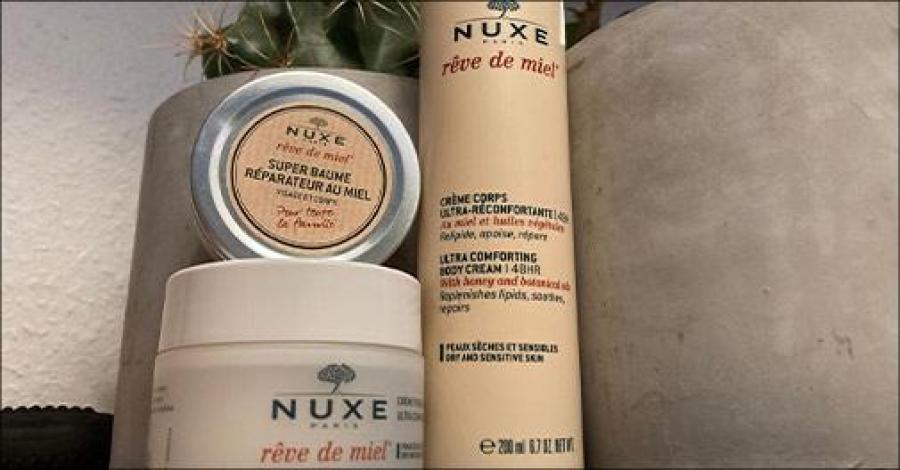 NUXE
PARIS
rêve de miel®
SUPER BAUME
RÉPARATEUR AU MIEL
VISAGE ET CORPS
Pour toute
la famille
NUXE
PARIS
rêve de miel®
NUXE
PARIS
rêve de miel®
CRÈME CORPS
ULTRA-RÉCONFORTANTE | 48H
Au miel et huiles végétales
Relipide, apaise, répare
ULTRA COMFORTING
BODY CREAM | 48HR
With honey and botanical oils
Replenishes lipids, soothes,
repairs
PEAUX SÈCHES ET SENSIBLES
DRY AND SENSITIVE SKIN
℮ 200 ml 6.7 OZ. NET WT